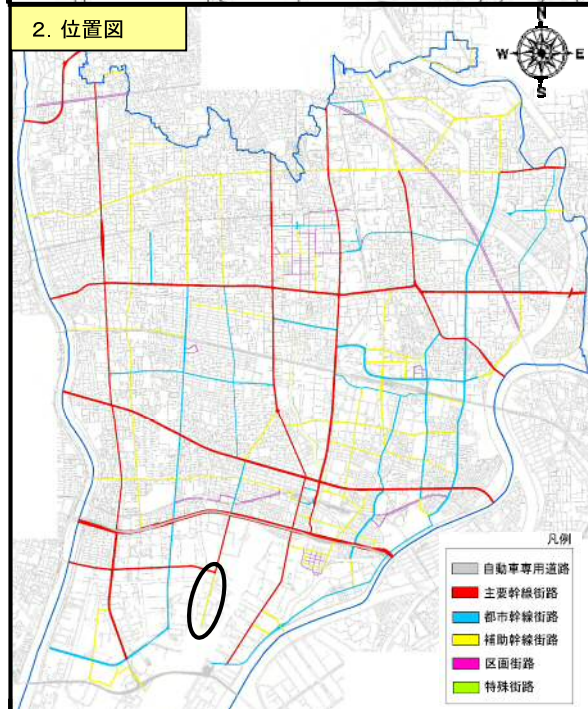 2. 位置図
N
W
E
S
凡例
自動車専用道路
主要幹線街路
都市幹線街路
補助幹線街路
区画街路
特殊街路